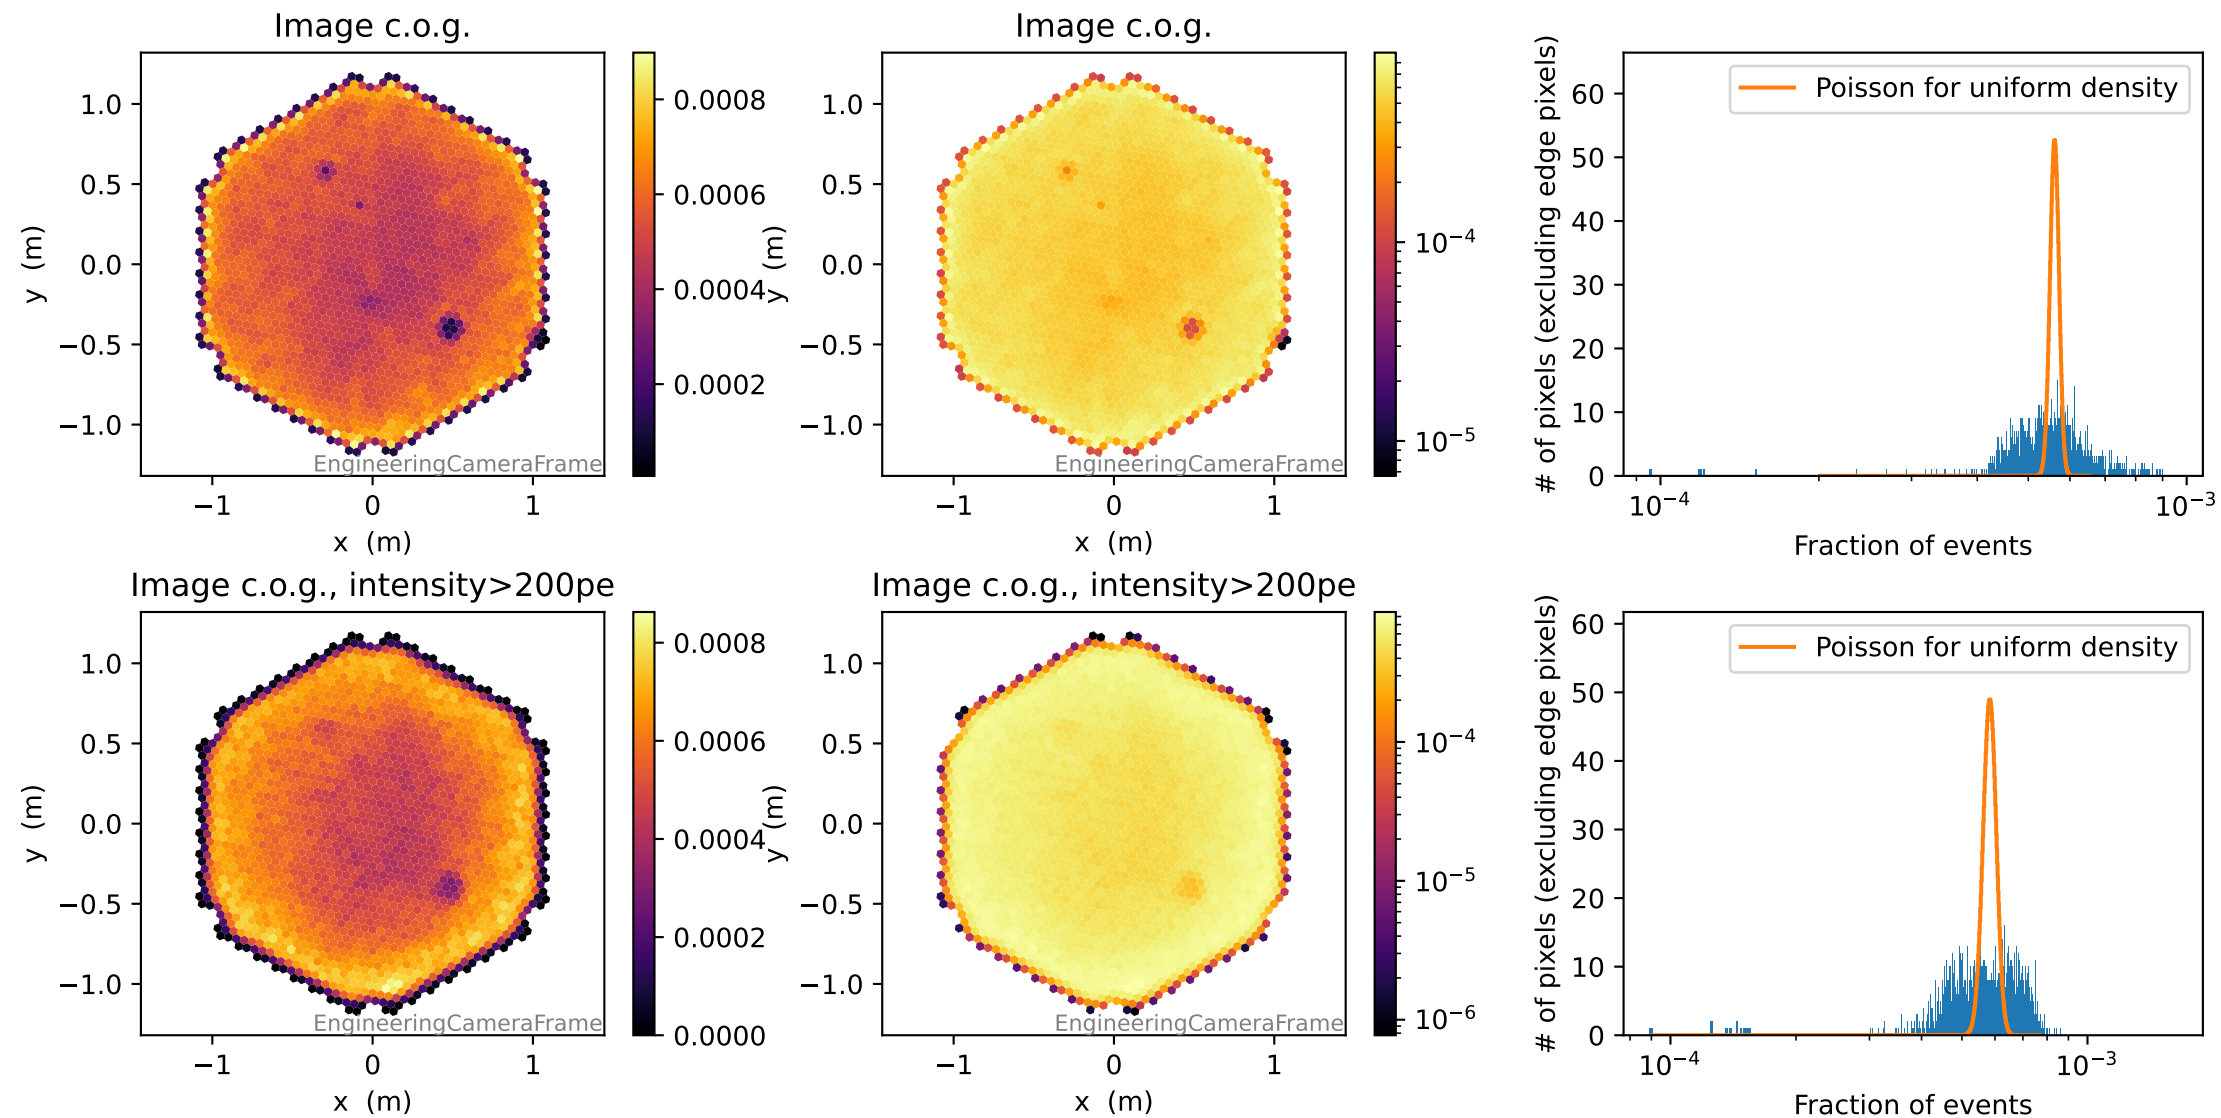 Image c.o.g.
1.0
0.5
0.0
−0.5
−1.0
y (m)
−1
0
1
x (m)
EngineeringCameraFrame
0.0008
0.0006
0.0004
0.0002
Image c.o.g.
y (m)
1.0
0.5
0.0
−0.5
−1.0
−1
0
1
x (m)
EngineeringCameraFrame
10⁻⁴
10⁻⁵
# of pixels (excluding edge pixels)
60
50
40
30
20
10
0
Poisson for uniform density
10⁻⁴
10⁻³
Fraction of events
Image c.o.g., intensity>200pe
1.0
0.5
0.0
−0.5
−1.0
y (m)
−1
0
1
x (m)
EngineeringCameraFrame
0.0008
0.0006
0.0004
0.0002
0.0000
Image c.o.g., intensity>200pe
y (m)
1.0
0.5
0.0
−0.5
−1.0
−1
0
1
x (m)
EngineeringCameraFrame
10⁻⁴
10⁻⁵
10⁻⁶
# of pixels (excluding edge pixels)
60
50
40
30
20
10
0
Poisson for uniform density
10⁻⁴
10⁻³
Fraction of events